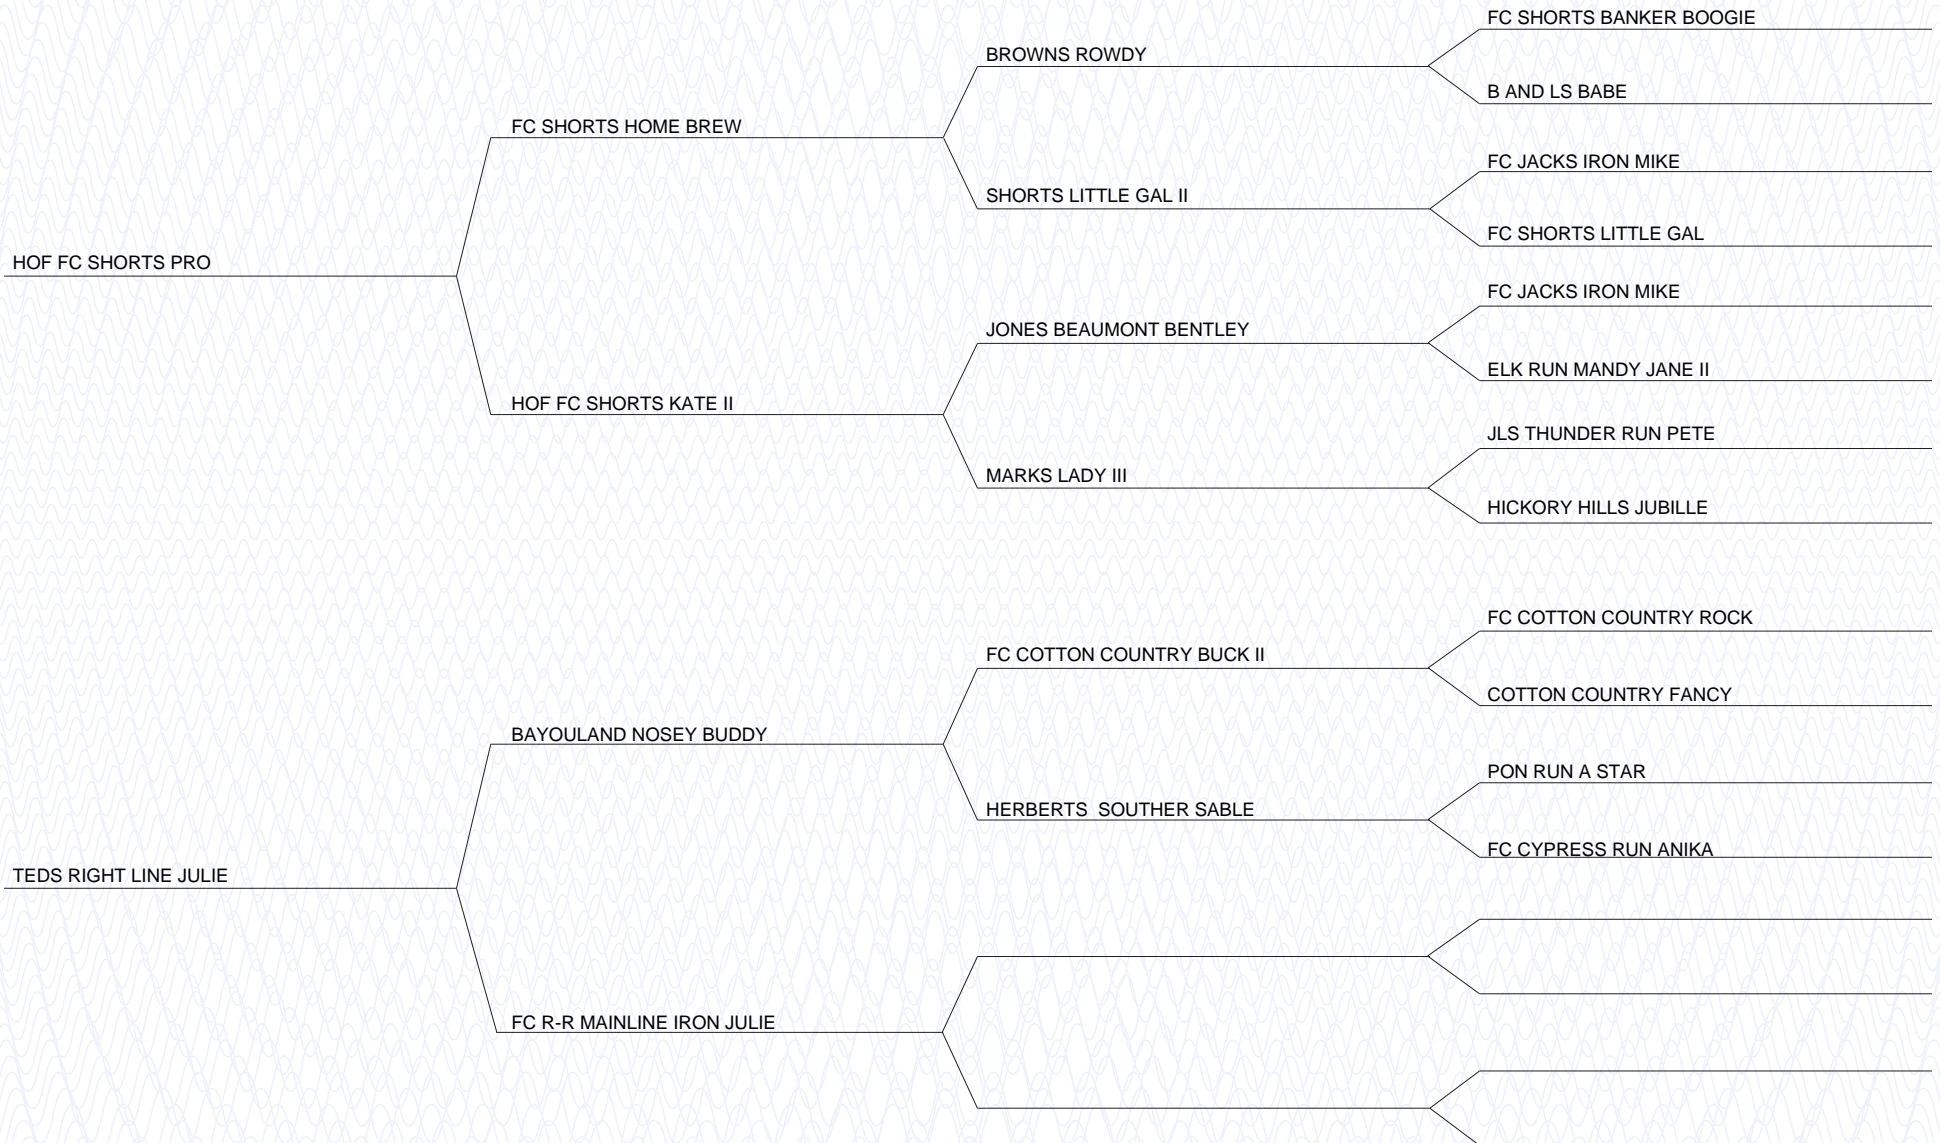 FC SHORTS BANKER BOOGIE
BROWNS ROWDY
B AND LS BABE
FC SHORTS HOME BREW
FC JACKS IRON MIKE
SHORTS LITTLE GAL II
FC SHORTS LITTLE GAL
HOF FC SHORTS PRO
FC JACKS IRON MIKE
JONES BEAUMONT BENTLEY
ELK RUN MANDY JANE II
HOF FC SHORTS KATE II
JLS THUNDER RUN PETE
MARKS LADY III
HICKORY HILLS JUBILLE
FC COTTON COUNTRY ROCK
FC COTTON COUNTRY BUCK II
COTTON COUNTRY FANCY
BAYOULAND NOSEY BUDDY
PON RUN A STAR
HERBERTS  SOUTHER SABLE
FC CYPRESS RUN ANIKA
TEDS RIGHT LINE JULIE
FC R-R MAINLINE IRON JULIE